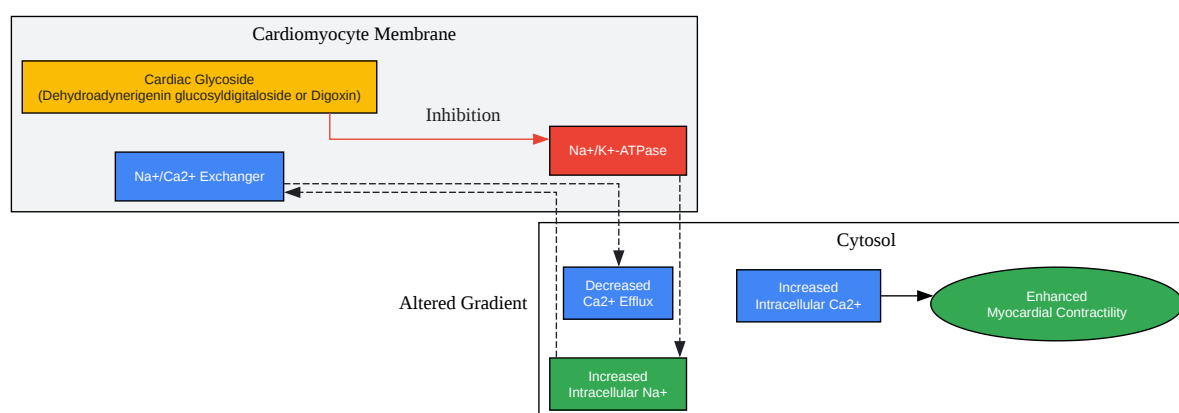 Cardiomyocyte Membrane
Cardiac Glycoside
(Dehydroadynerigenin glucosyldigitaloside or Digoxin)
Inhibition
Na+/K+-ATPase
Na+/Ca2+ Exchanger
Cytosol
Altered Gradient
Decreased
Ca2+ Efflux
Increased
Intracellular Ca2+
Enhanced
Myocardial Contractility
Increased
Intracellular Na+